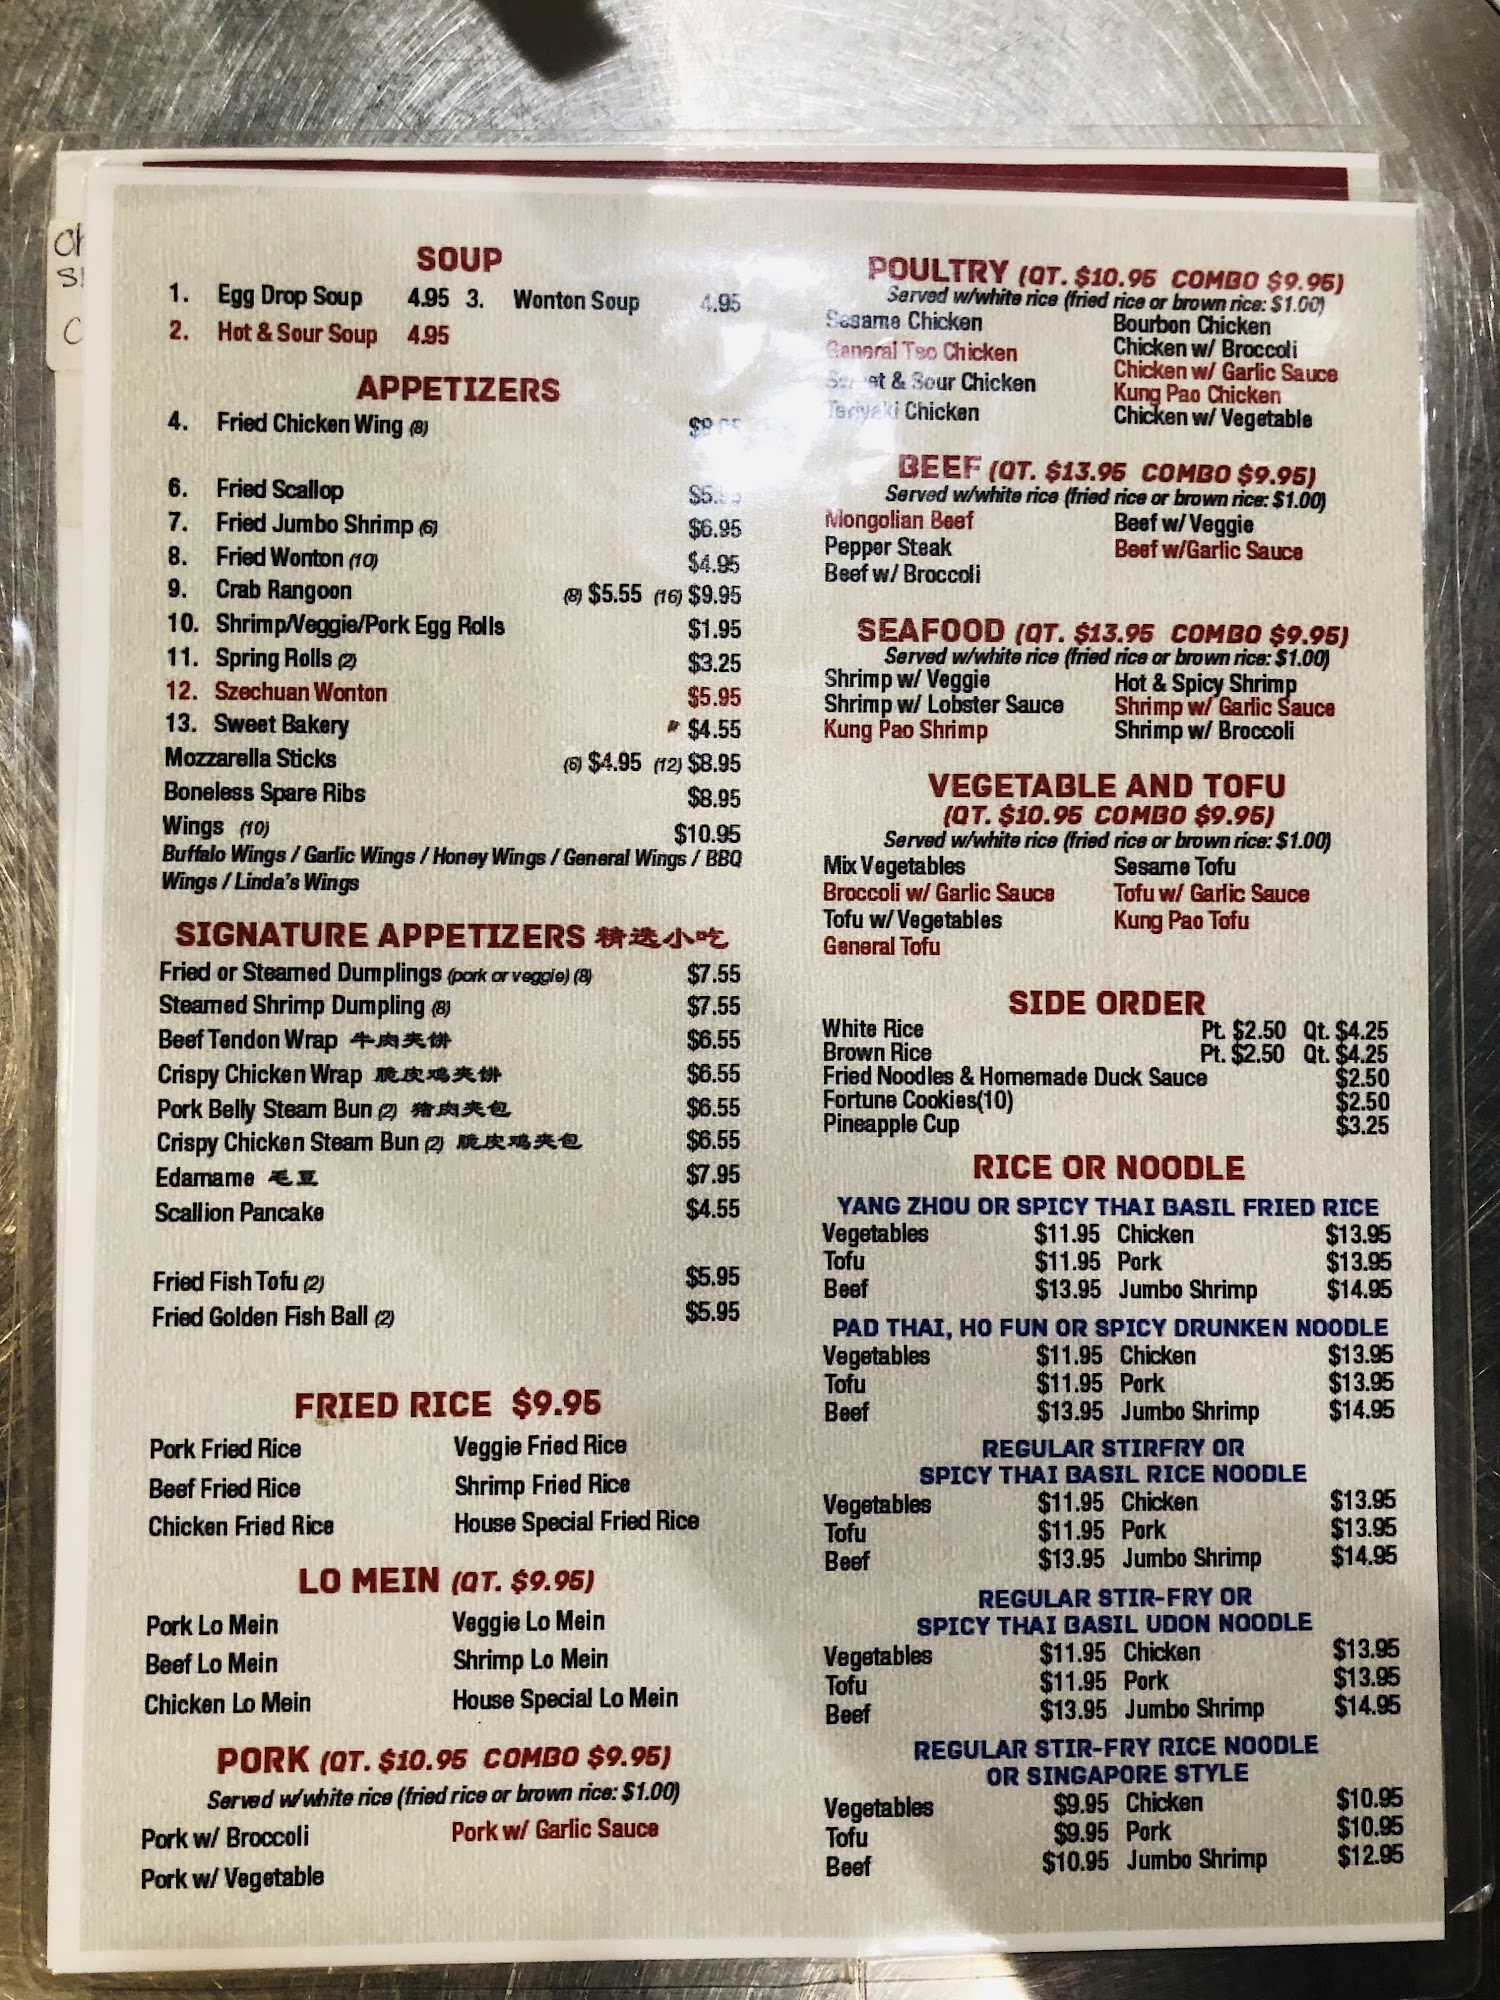 SOUP
1. Egg Drop Soup 4.95 3. Wonton Soup 4.95
2. Hot & Sour Soup 4.95
APPETIZERS
4. Fried Chicken Wing (8)
6. Fried Scallop
7. Fried Jumbo Shrimp (6) $6.95
8. Fried Wonton (10) $4.95
9. Crab Rangoon (8) $5.55 (16) $9.95
10. Shrimp/Veggie/Pork Egg Rolls $1.95
11. Spring Rolls (2) $3.25
12. Szechuan Wonton $5.95
13. Sweet Bakery $4.55
Mozzarella Sticks (6) $4.95 (12) $8.95
Boneless Spare Ribs $8.95
Wings (10) $10.95
Buffalo Wings / Garlic Wings / Honey Wings / General Wings / BBQ
Wings / Linda's Wings
SIGNATURE APPETIZERS 精选小吃
Fried or Steamed Dumplings (pork or veggie) (8) $7.55
Steamed Shrimp Dumpling (8) $7.55
Beef Tendon Wrap 牛肉夹饼 $6.55
Crispy Chicken Wrap 脆皮鸡夹饼 $6.55
Pork Belly Steam Bun (2) 猪肉夹包 $6.55
Crispy Chicken Steam Bun (2) 脆皮鸡夹包 $6.55
Edamame 毛豆 $7.95
Scallion Pancake $4.55
Fried Fish Tofu (2) $5.95
Fried Golden Fish Ball (2) $5.95
FRIED RICE $9.95
Pork Fried Rice Veggie Fried Rice
Beef Fried Rice Shrimp Fried Rice
Chicken Fried Rice House Special Fried Rice
LO MEIN (QT. $9.95)
Pork Lo Mein Veggie Lo Mein
Beef Lo Mein Shrimp Lo Mein
Chicken Lo Mein House Special Lo Mein
PORK (QT. $10.95 COMBO $9.95)
Served w/white rice (fried rice or brown rice: $1.00)
Pork w/ Broccoli Pork w/ Garlic Sauce
Pork w/ Vegetable
POULTRY (QT. $10.95 COMBO $9.95)
Served w/white rice (fried rice or brown rice: $1.00)
Sesame Chicken Bourbon Chicken
General Tso Chicken Chicken w/ Broccoli
Sweet & Sour Chicken Chicken w/ Garlic Sauce
Teriyaki Chicken Kung Pao Chicken
Chicken w/ Vegetable
BEEF (QT. $13.95 COMBO $9.95)
Served w/white rice (fried rice or brown rice: $1.00)
Mongolian Beef Beef w/ Veggie
Pepper Steak Beef w/Garlic Sauce
Beef w/ Broccoli
SEAFOOD (QT. $13.95 COMBO $9.95)
Served w/white rice (fried rice or brown rice: $1.00)
Shrimp w/ Veggie Hot & Spicy Shrimp
Shrimp w/ Lobster Sauce Shrimp w/ Garlic Sauce
Kung Pao Shrimp Shrimp w/ Broccoli
VEGETABLE AND TOFU
(QT. $10.95 COMBO $9.95)
Served w/white rice (fried rice or brown rice: $1.00)
Mix Vegetables Sesame Tofu
Broccoli w/ Garlic Sauce Tofu w/ Garlic Sauce
Tofu w/ Vegetables Kung Pao Tofu
General Tofu
SIDE ORDER
White Rice Pt. $2.50 Qt. $4.25
Brown Rice Pt. $2.50 Qt. $4.25
Fried Noodles & Homemade Duck Sauce $2.50
Fortune Cookies(10) $2.50
Pineapple Cup $3.25
RICE OR NOODLE
YANG ZHOU OR SPICY THAI BASIL FRIED RICE
Vegetables $11.95 Chicken $13.95
Tofu $11.95 Pork $13.95
Beef $13.95 Jumbo Shrimp $14.95
PAD THAI, HO FUN OR SPICY DRUNKEN NOODLE
Vegetables $11.95 Chicken $13.95
Tofu $11.95 Pork $13.95
Beef $13.95 Jumbo Shrimp $14.95
REGULAR STIRFRY OR
SPICY THAI BASIL RICE NOODLE
Vegetables $11.95 Chicken $13.95
Tofu $11.95 Pork $13.95
Beef $13.95 Jumbo Shrimp $14.95
REGULAR STIR-FRY OR
SPICY THAI BASIL UDON NOODLE
Vegetables $11.95 Chicken $13.95
Tofu $11.95 Pork $13.95
Beef $13.95 Jumbo Shrimp $14.95
REGULAR STIR-FRY RICE NOODLE
OR SINGAPORE STYLE
Vegetables $9.95 Chicken $10.95
Tofu $9.95 Pork $10.95
Beef $10.95 Jumbo Shrimp $12.95